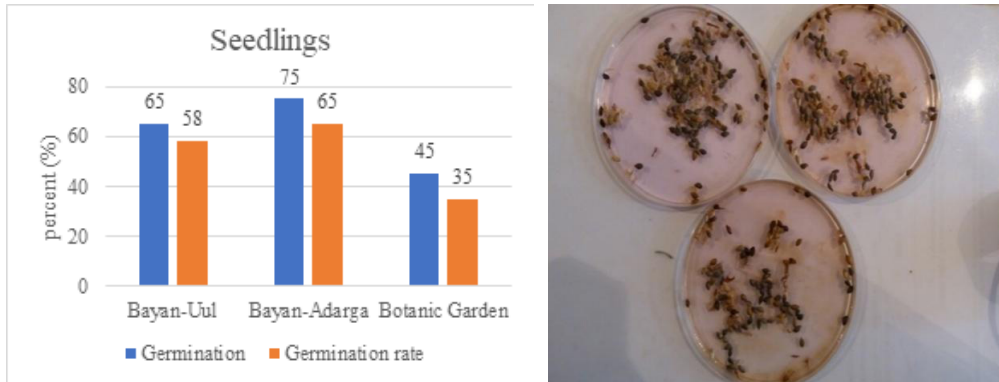 Seedlings
percent (%)
80
60
40
20
0
65
58
75
65
45
35
Bayan-Uul
Bayan-Adarga
Botanic Garden
Germination
Germination rate